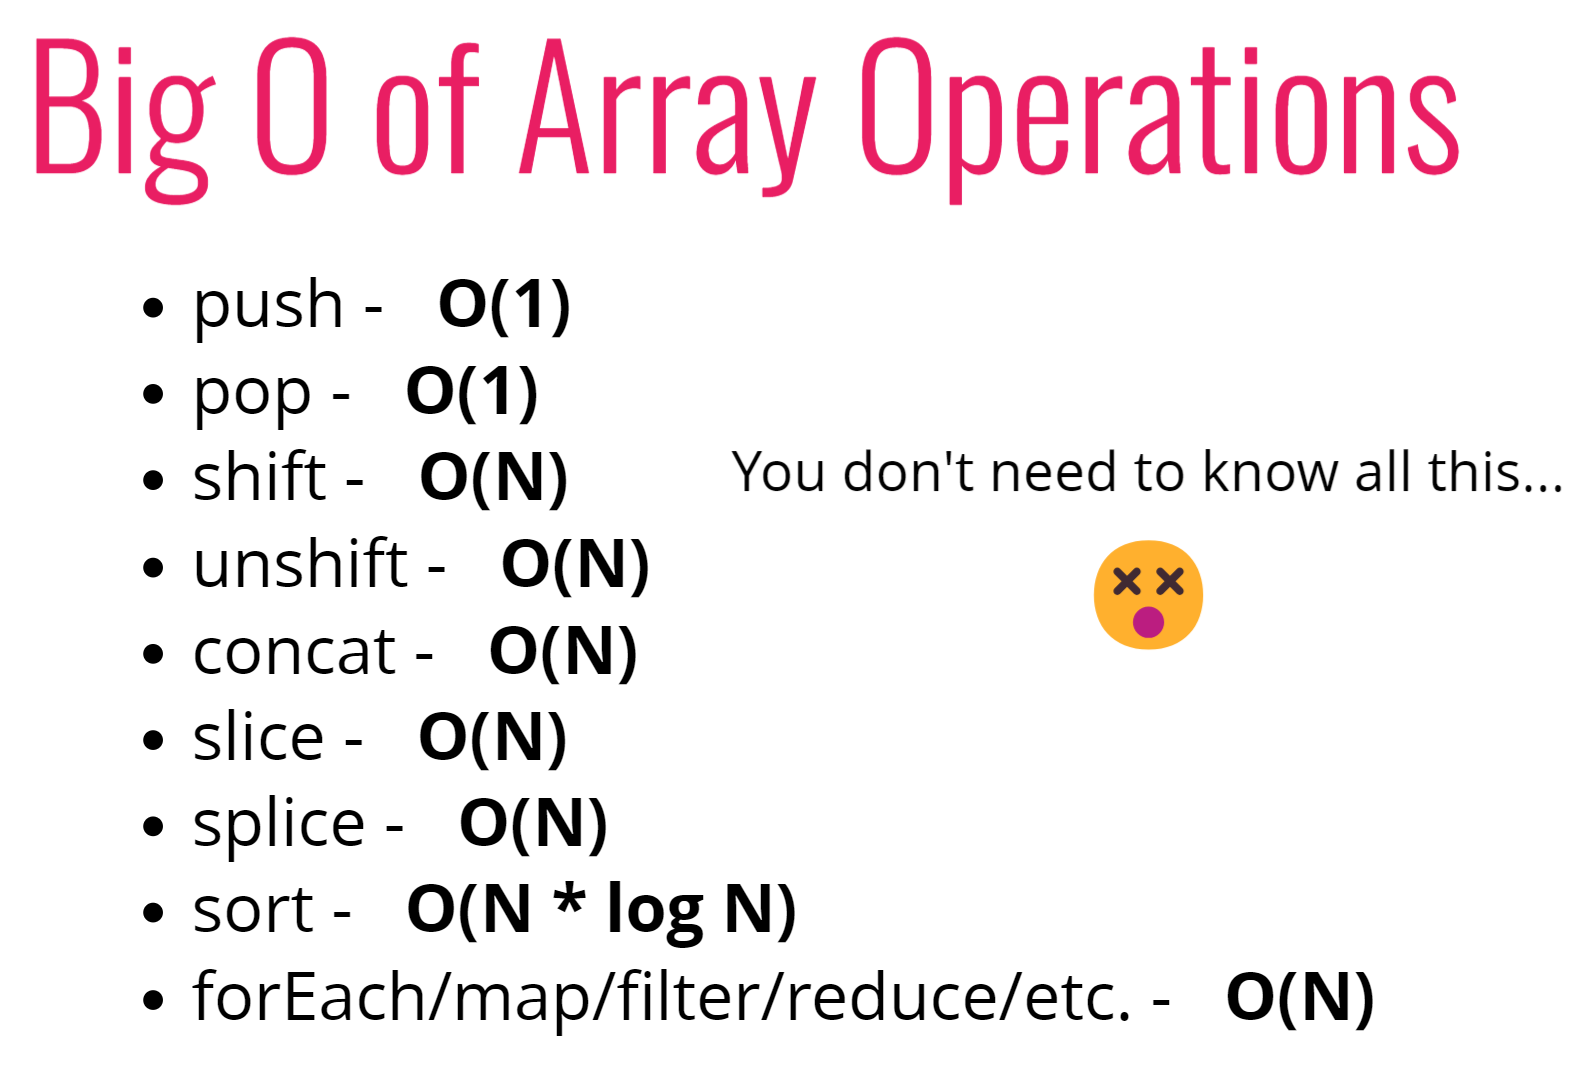 Big O of Array Operations
• push -   O(1)
• pop -   O(1)
• shift -   O(N)
You don't need to know all this...
• unshift -   O(N)
• concat -   O(N)
• slice -   O(N)
• splice -   O(N)
• sort -   O(N * log N)
• forEach/map/filter/reduce/etc. -   O(N)